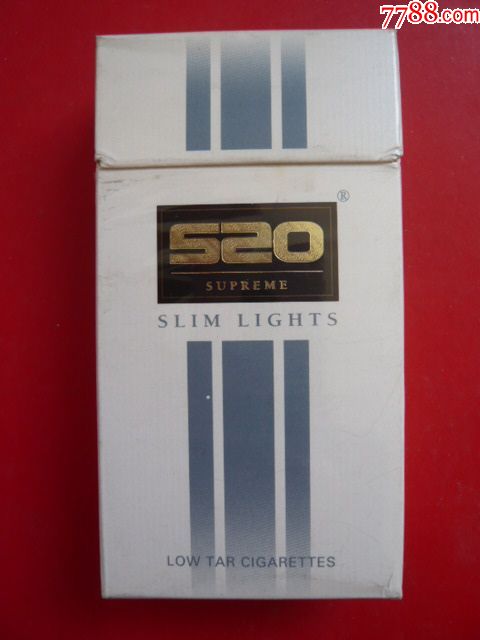 7788.com
®
520
SUPREME
SLIM LIGHTS
LOW TAR CIGARETTES